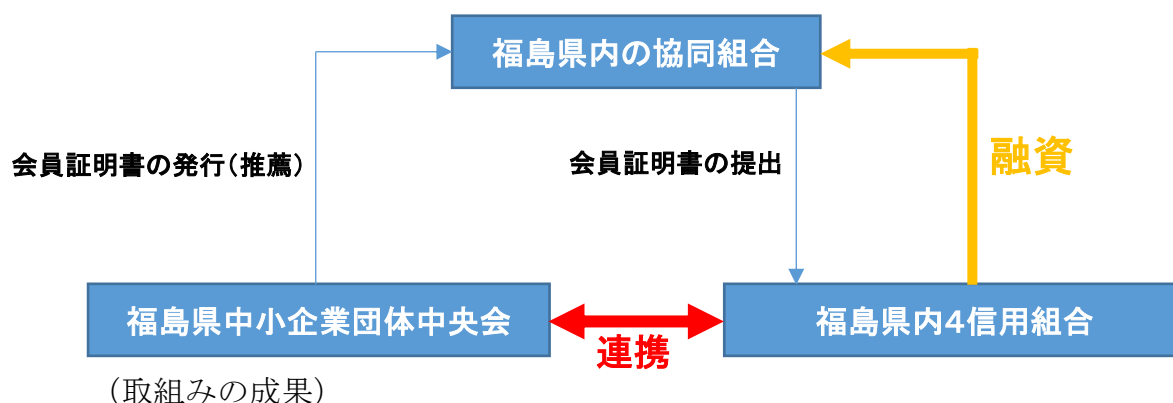 福島県内の協同組合
会員証明書の発行(推薦)
会員証明書の提出
融資
福島県中小企業団体中央会
連携
福島県内4信用組合
（取組みの成果）